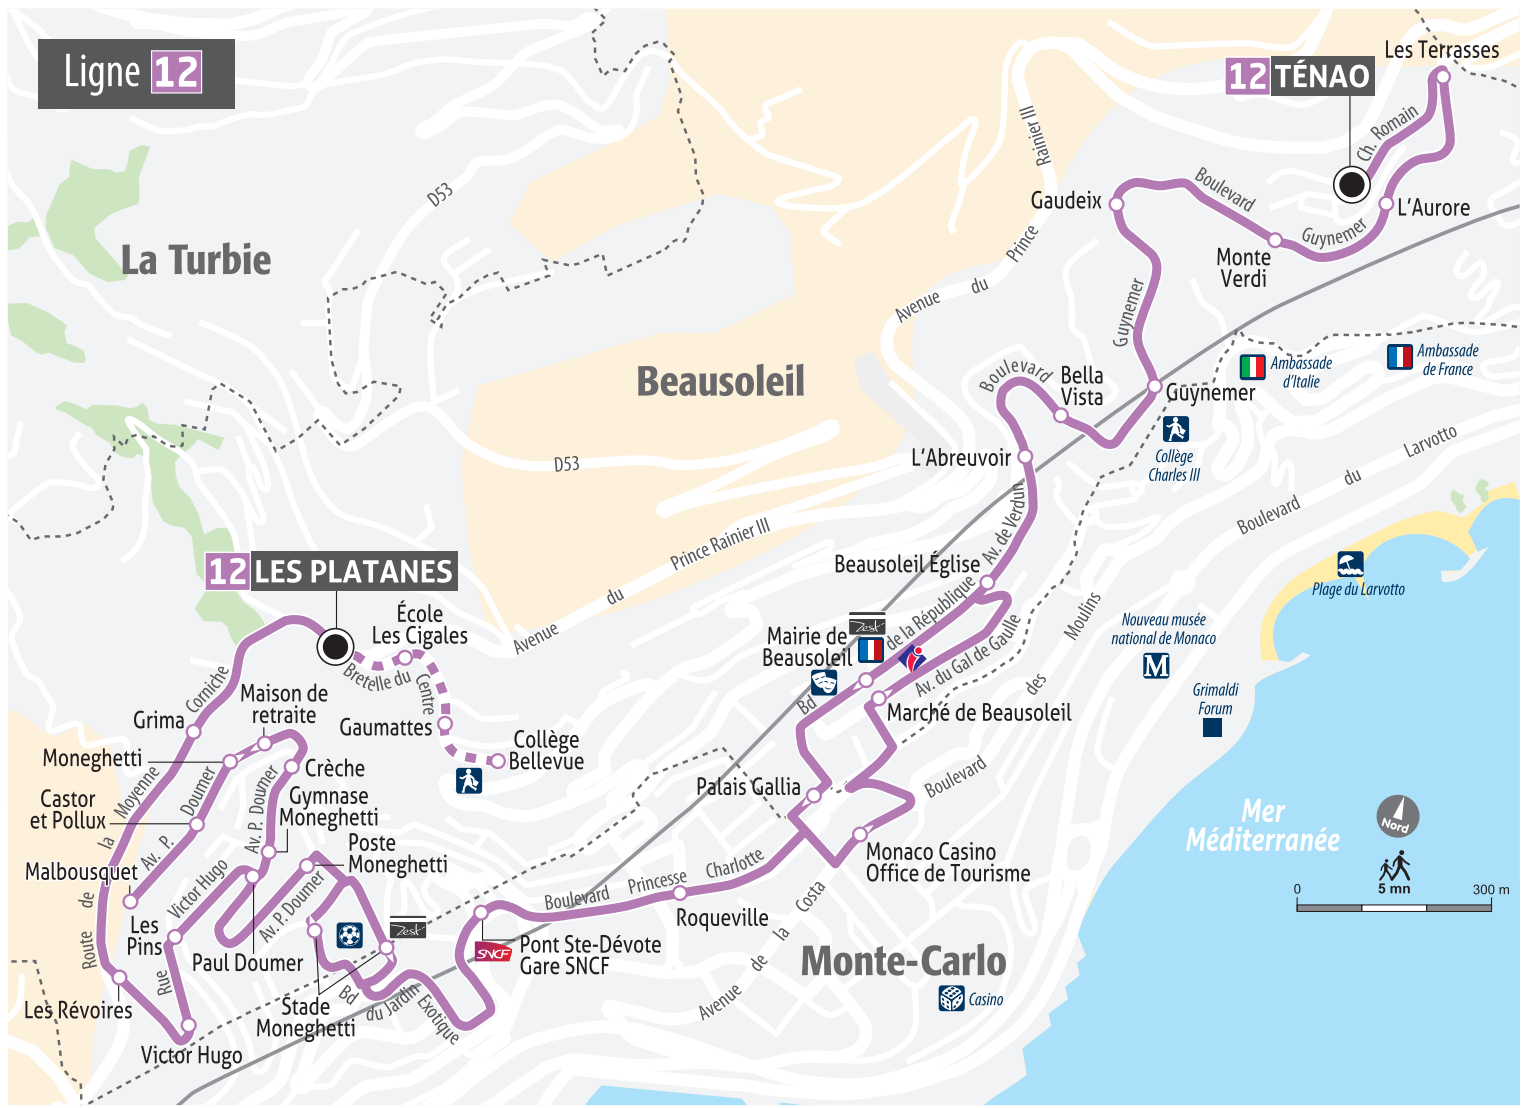 Ligne 12
Les Terrasses
12 TÉNAO
Ch. Romain
Rainier III
Prince
du
Avenue
Gaudeix
Boulevard
L'Aurore
Guynemer
Monte
Verdi
D53
La Turbie
Guynemer
Ambassade
d'Italie
Ambassade
de France
Beausoleil
Boulevard
Bella
Vista
Guynemer
Collège
Charles III
L'Abreuvoir
D53
Larvotto
du
Boulevard
Av. de Verdun
Prince Rainier III
du
Avenue
Beausoleil Église
12 LES PLATANES
Plage du Larvotto
École
Les Cigales
de la République
Zest
Mairie de
Beausoleil
Bd
Av. du Gal de Gaulle
Moulins
des
Boulevard
Nouveau musée
national de Monaco
M
Grimaldi
Forum
Bretelle du
Centre
Corniche
Maison de
retraite
Grima
Gaumattes
Marché de Beausoleil
Moneghetti
Collège
Bellevue
Moyenne
la
de
Route
Doumer
Av. P.
Av. P. Doumer
Crèche
Gymnase
Moneghetti
Palais Gallia
Castor
et Pollux
Mer
Méditerranée
Nord
Poste
Moneghetti
Malbousquet
Monaco Casino
Office de Tourisme
5 mn
0
300 m
Victor Hugo
Rue
Av. P. Doumer
Boulevard
Princesse
Charlotte
Les
Pins
Roqueville
Costa
la
de
Avenue
Zest
SNCF
Pont Ste-Dévote
Gare SNCF
Paul Doumer
Monte-Carlo
Casino
Les Révoires
Stade
Moneghetti
Bd
du Jardin
Exotique
Victor Hugo